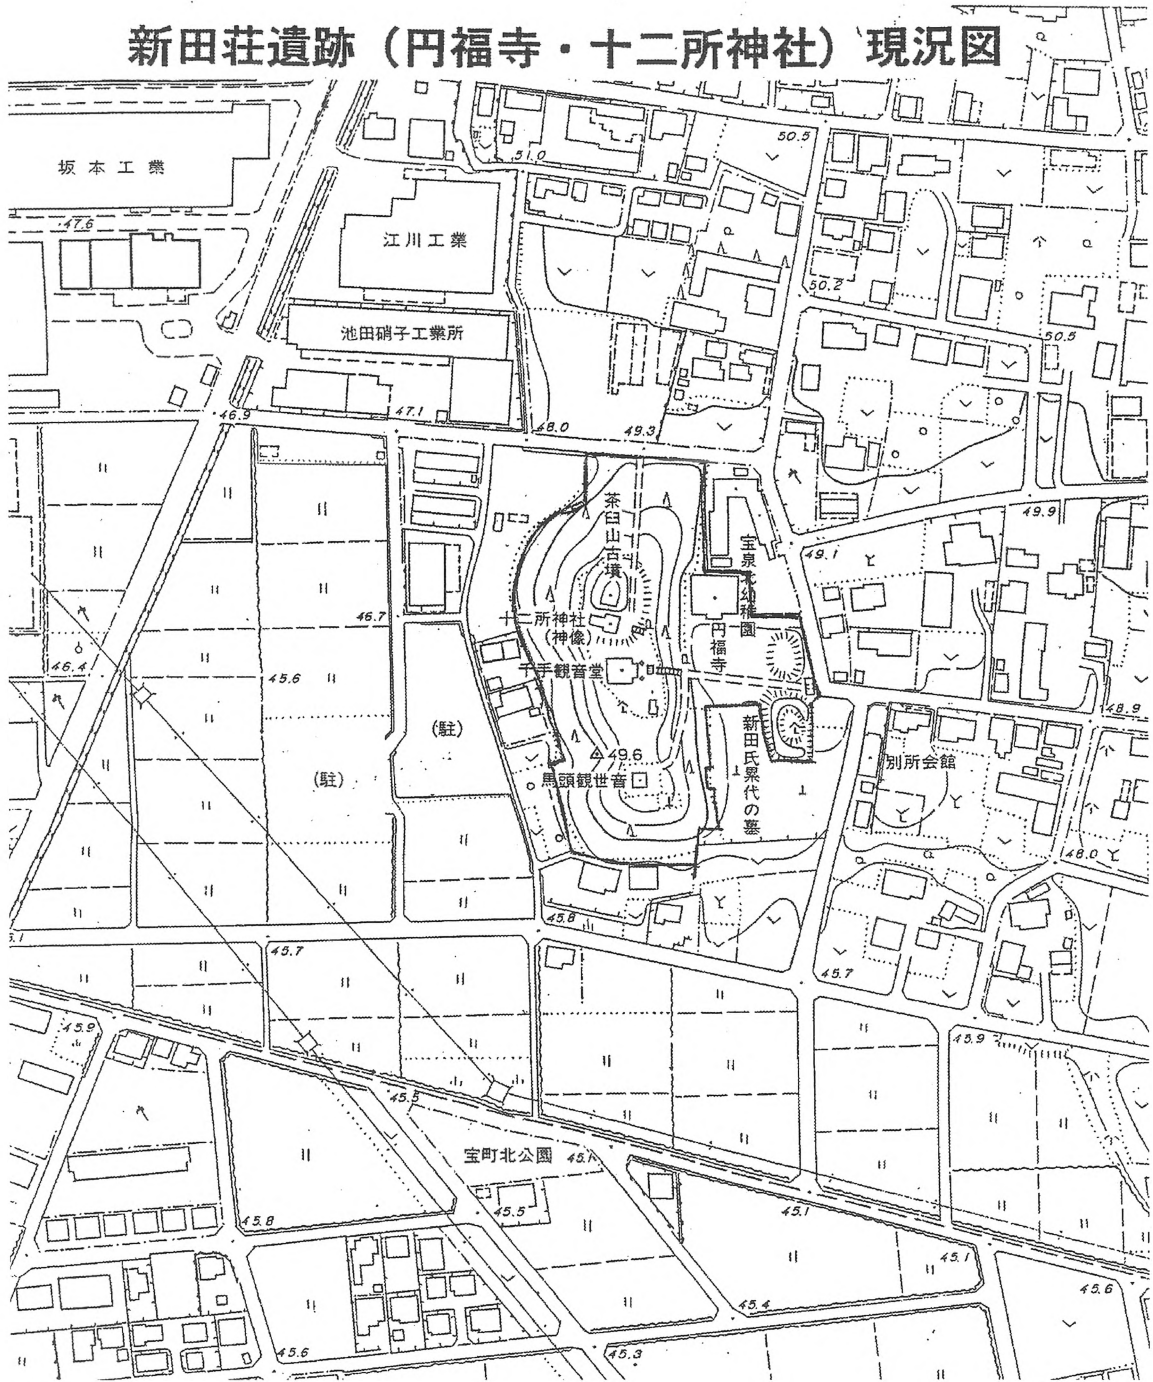 新田荘遺跡（円福寺・十二所神社）現況図
坂本工業
51.0
50.5
47.6
江川工業
50.2
池田硝子工業所
50.5
46.9
47.1
48.0
49.3
茶臼山古墳
49.9
宝泉北幼稚園
49.1
46.7
十二所神社
(神像)
円福寺
46.4
45.6
千手観音堂
48.9
(駐)
新田氏累代の墓
49.6
別所会館
(駐)
馬頭観世音
48.0
45.8
5.1
45.7
45.7
45.9
45.9
45.5
宝町北公園
45.5
45.8
45.1
45.1
45.6
45.4
45.6
45.3